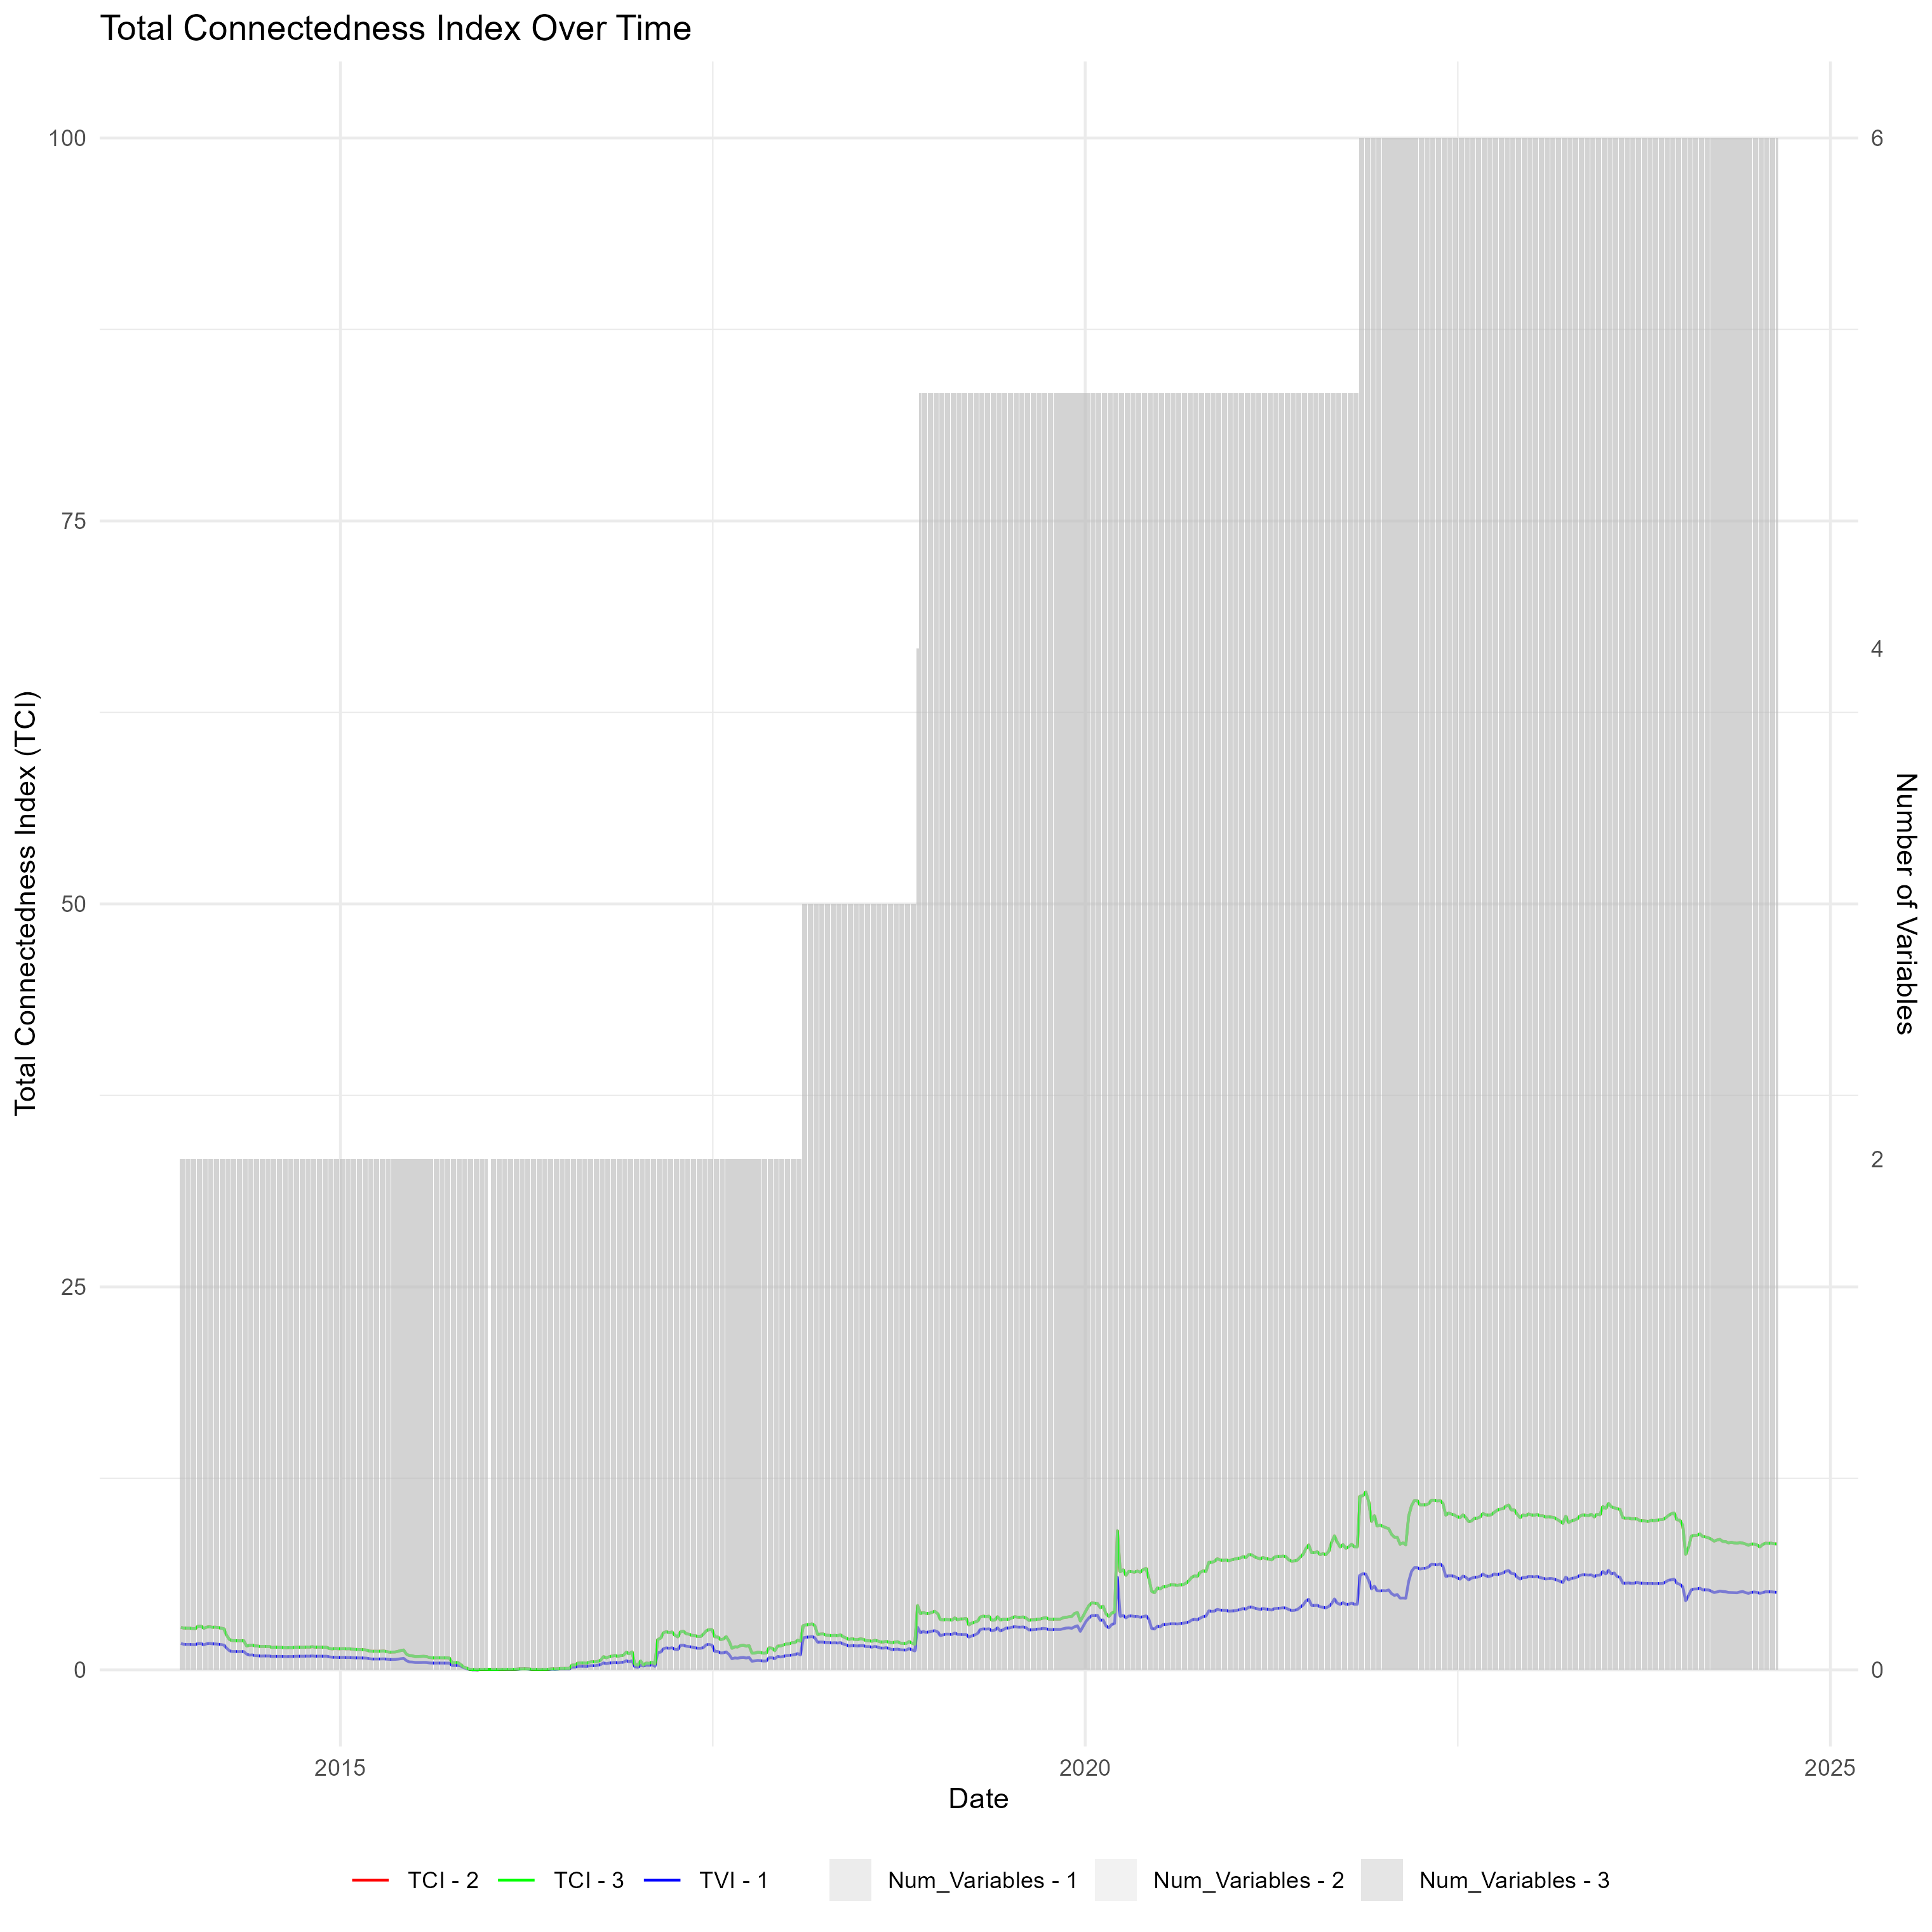 Total Connectedness Index Over Time
100
75
50
25
0
Total Connectedness Index (TCI)
6
4
2
0
Number of Variables
2015
2020
2025
Date
TCI - 2
TCI - 3
TVI - 1
Num_Variables - 1
Num_Variables - 2
Num_Variables - 3